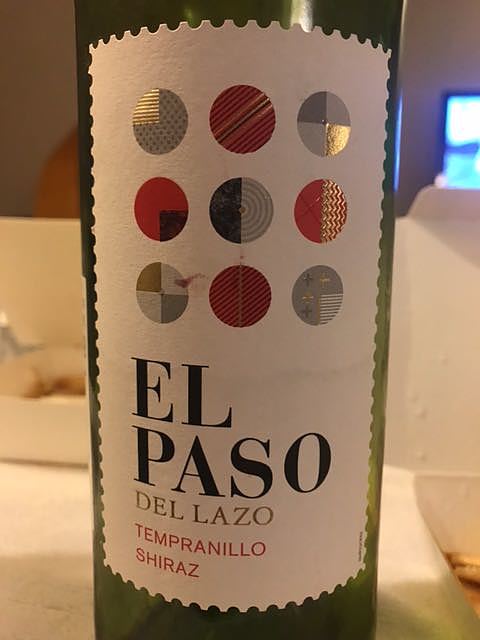 EL
PASO
DEL LAZO
TEMPRANILLO
SHIRAZ